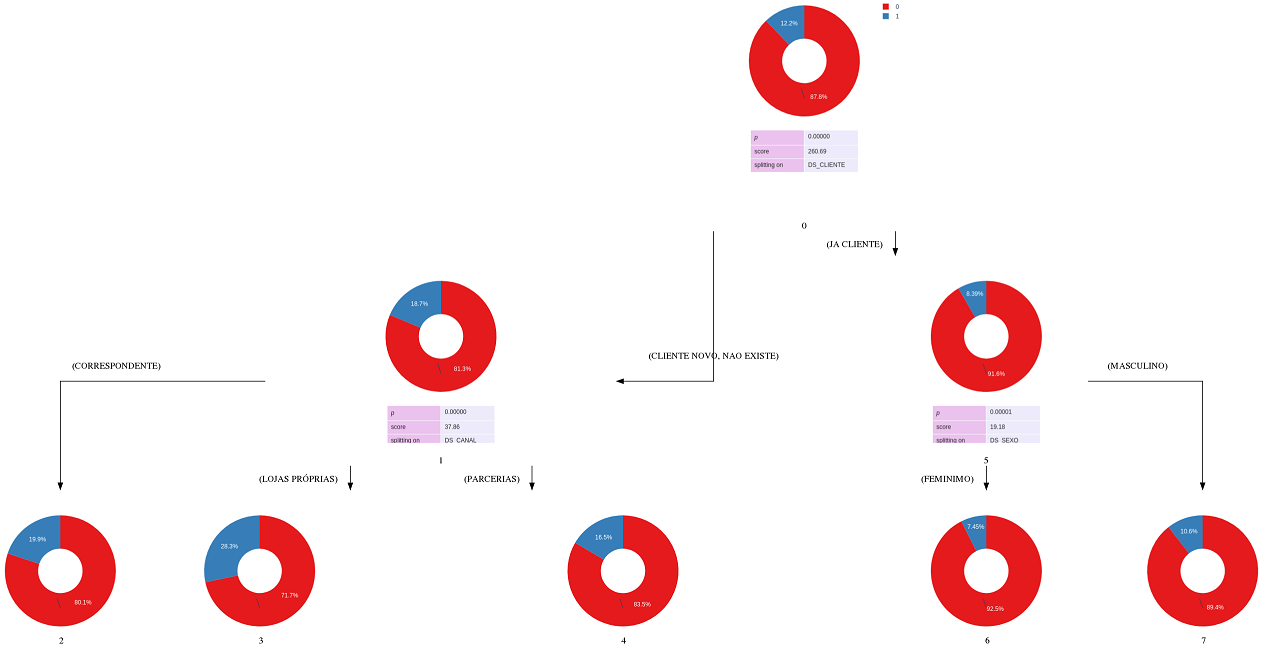 0
1
12.2%
87.8%
p 0.00000
score 260.69
splitting on DS_CLIENTE
0
(JA CLIENTE)
18.7%
81.3%
8.39%
91.6%
(CLIENTE NOVO, NAO EXISTE)
(CORRESPONDENTE)
(MASCULINO)
p 0.00000
score 37.86
splitting on DS_CANAL
1
p 0.00001
score 19.18
splitting on DS_SEXO
5
(LOJAS PRÓPRIAS)
(PARCERIAS)
(FEMINIMO)
19.9%
80.1%
2
28.3%
71.7%
3
16.5%
83.5%
4
7.45%
92.5%
6
10.6%
89.4%
7